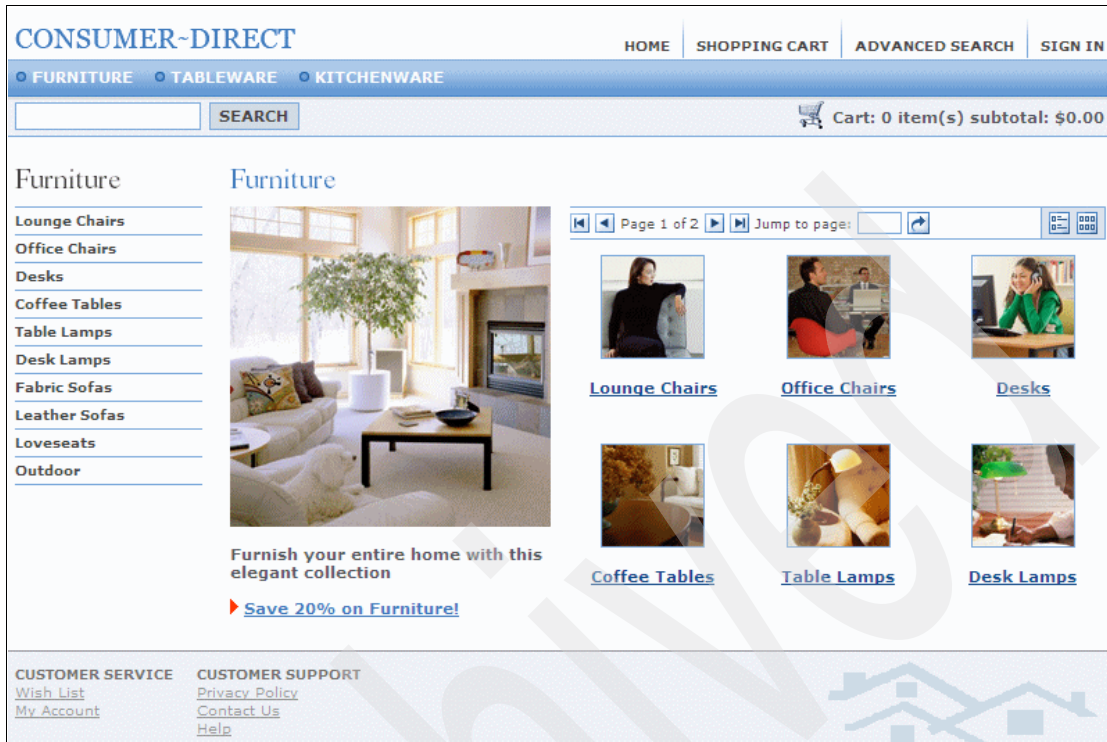 CONSUMER~DIRECT
HOME SHOPPING CART ADVANCED SEARCH SIGN IN
FURNITURE TABLEWARE KITCHENWARE
SEARCH
Cart: 0 item(s) subtotal: $0.00
Furniture
Lounge Chairs
Office Chairs
Desks
Coffee Tables
Table Lamps
Desk Lamps
Fabric Sofas
Leather Sofas
Loveseats
Outdoor
Furniture
Furnish your entire home with this
elegant collection
Save 20% on Furniture!
Page 1 of 2 Jump to page:
Lounge Chairs Office Chairs Desks
Coffee Tables Table Lamps Desk Lamps
CUSTOMER SERVICE
Wish List
My Account
CUSTOMER SUPPORT
Privacy Policy
Contact Us
Help